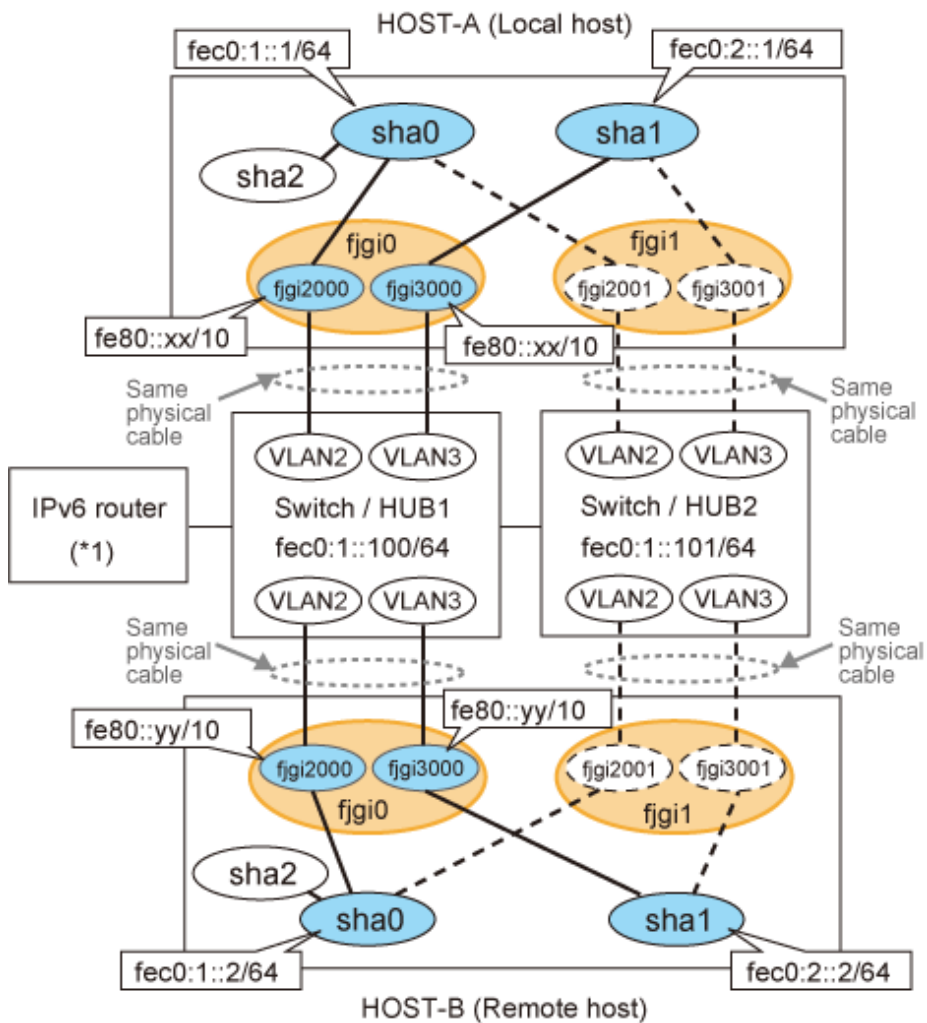 HOST-A (Local host)
fec0:1::1/64
fec0:2::1/64
sha0
sha1
sha2
fjgi0
fjgi1
fjgi2000
fjgi3000
fjgi2001
fjgi3001
fe80::xx/10
fe80::xx/10
Same
physical
cable
Same
physical
cable
VLAN2
VLAN3
VLAN2
VLAN3
IPv6 router
(*1)
Switch / HUB1
fec0:1::100/64
Switch / HUB2
fec0:1::101/64
VLAN2
VLAN3
VLAN2
VLAN3
Same
physical
cable
Same
physical
cable
fe80::yy/10
fe80::yy/10
fjgi2000
fjgi3000
fjgi2001
fjgi3001
fjgi0
fjgi1
sha2
sha0
sha1
fec0:1::2/64
fec0:2::2/64
HOST-B (Remote host)